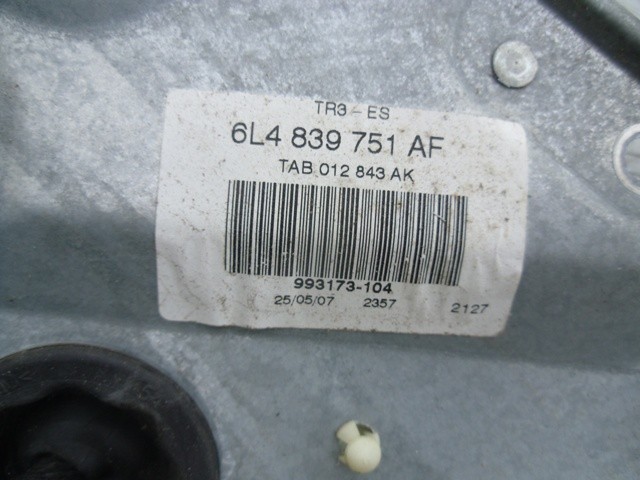 TR3-ES
6L4 839 751 AF
TAB 012 843 AK
993173-104
25/05/07 2357 2127